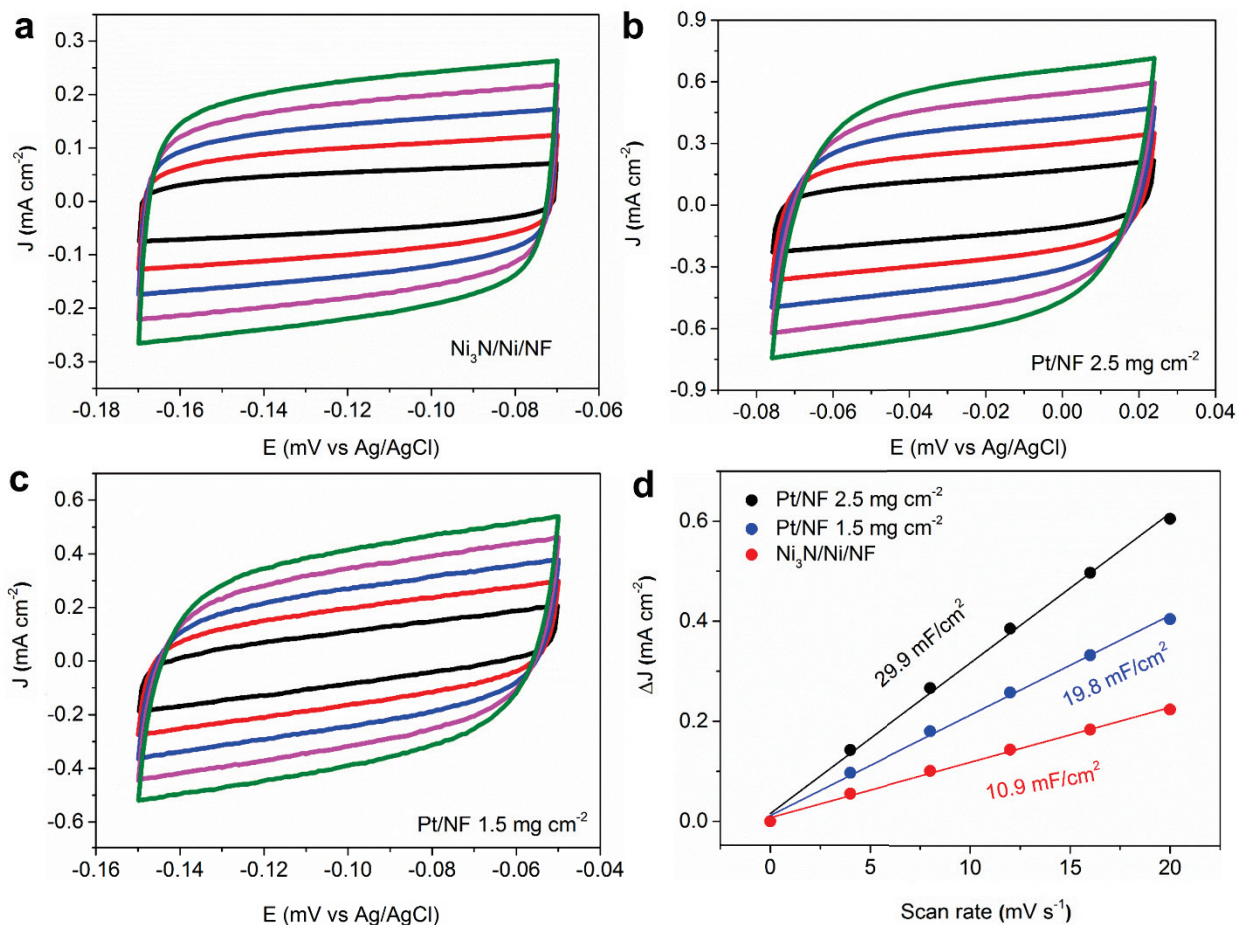 a
0.3
0.2
0.1
0.0
-0.1
-0.2
-0.3
J (mA cm⁻²)
Ni₃N/Ni/NF
-0.18 -0.16 -0.14 -0.12 -0.10 -0.08 -0.06
E (mV vs Ag/AgCl)
b
0.9
0.6
0.3
0.0
-0.3
-0.6
-0.9
J (mA cm⁻²)
Pt/NF 2.5 mg cm⁻²
-0.08 -0.06 -0.04 -0.02 0.00 0.02 0.04
E (mV vs Ag/AgCl)
c
0.6
0.4
0.2
0.0
-0.2
-0.4
-0.6
J (mA cm⁻²)
Pt/NF 1.5 mg cm⁻²
-0.16 -0.14 -0.12 -0.10 -0.08 -0.06 -0.04
E (mV vs Ag/AgCl)
d
0.6
0.4
0.2
0.0
ΔJ (mA cm⁻²)
Pt/NF 2.5 mg cm⁻²
Pt/NF 1.5 mg cm⁻²
Ni₃N/Ni/NF
29.9 mF/cm²
19.8 mF/cm²
10.9 mF/cm²
0 5 10 15 20
Scan rate (mV s⁻¹)